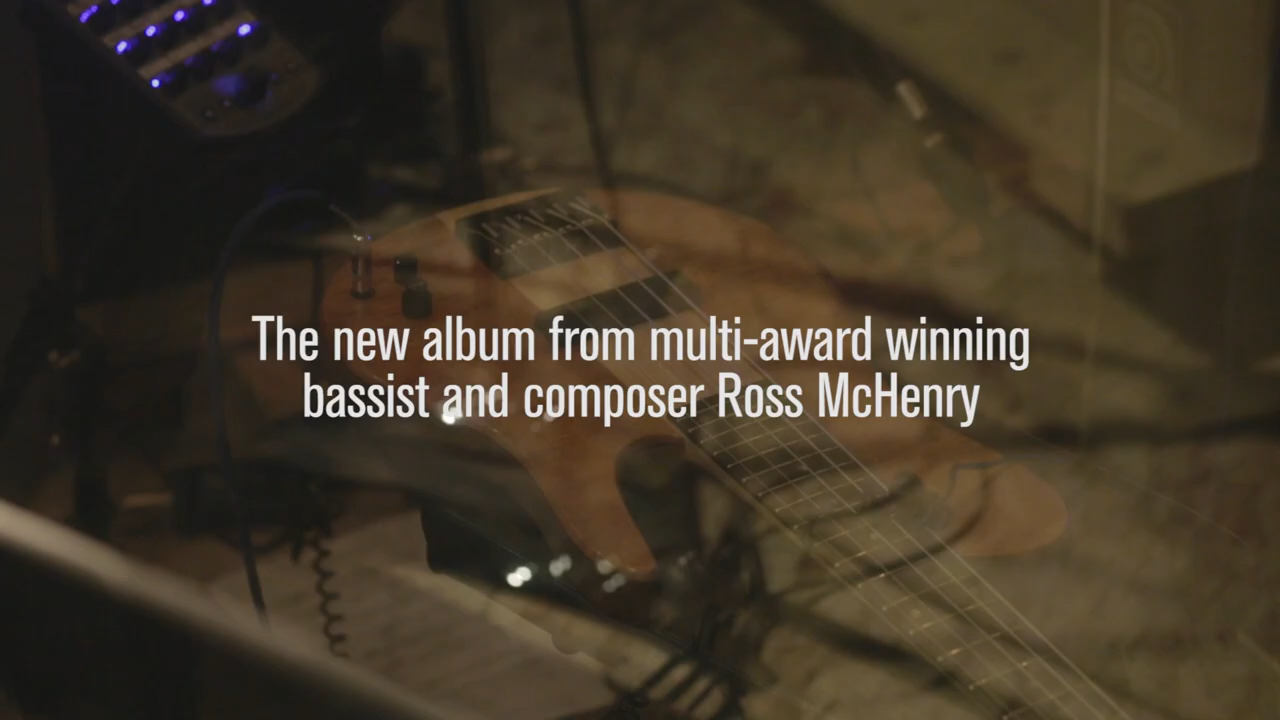 The new album from multi-award winning
bassist and composer Ross McHenry